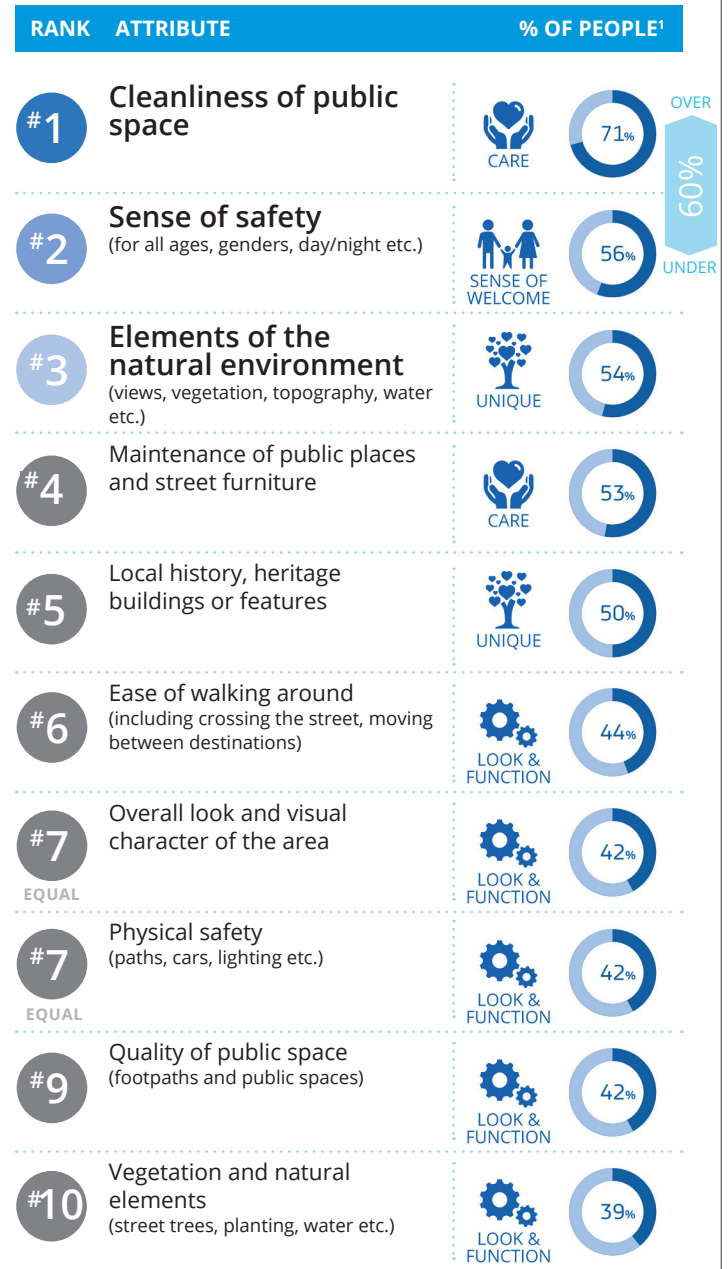 RANK ATTRIBUTE % OF PEOPLE¹
#1
Cleanliness of public
space
CARE
71%
OVER
60%
UNDER
#2
Sense of safety
(for all ages, genders, day/night etc.)
SENSE OF
WELCOME
56%
#3
Elements of the
natural environment
(views, vegetation, topography, water
etc.)
UNIQUE
54%
#4
Maintenance of public places
and street furniture
CARE
53%
#5
Local history, heritage
buildings or features
UNIQUE
50%
#6
Ease of walking around
(including crossing the street, moving
between destinations)
LOOK &
FUNCTION
44%
#7
EQUAL
Overall look and visual
character of the area
LOOK &
FUNCTION
42%
#7
EQUAL
Physical safety
(paths, cars, lighting etc.)
LOOK &
FUNCTION
42%
#9
Quality of public space
(footpaths and public spaces)
LOOK &
FUNCTION
42%
#10
Vegetation and natural
elements
(street trees, planting, water etc.)
LOOK &
FUNCTION
39%